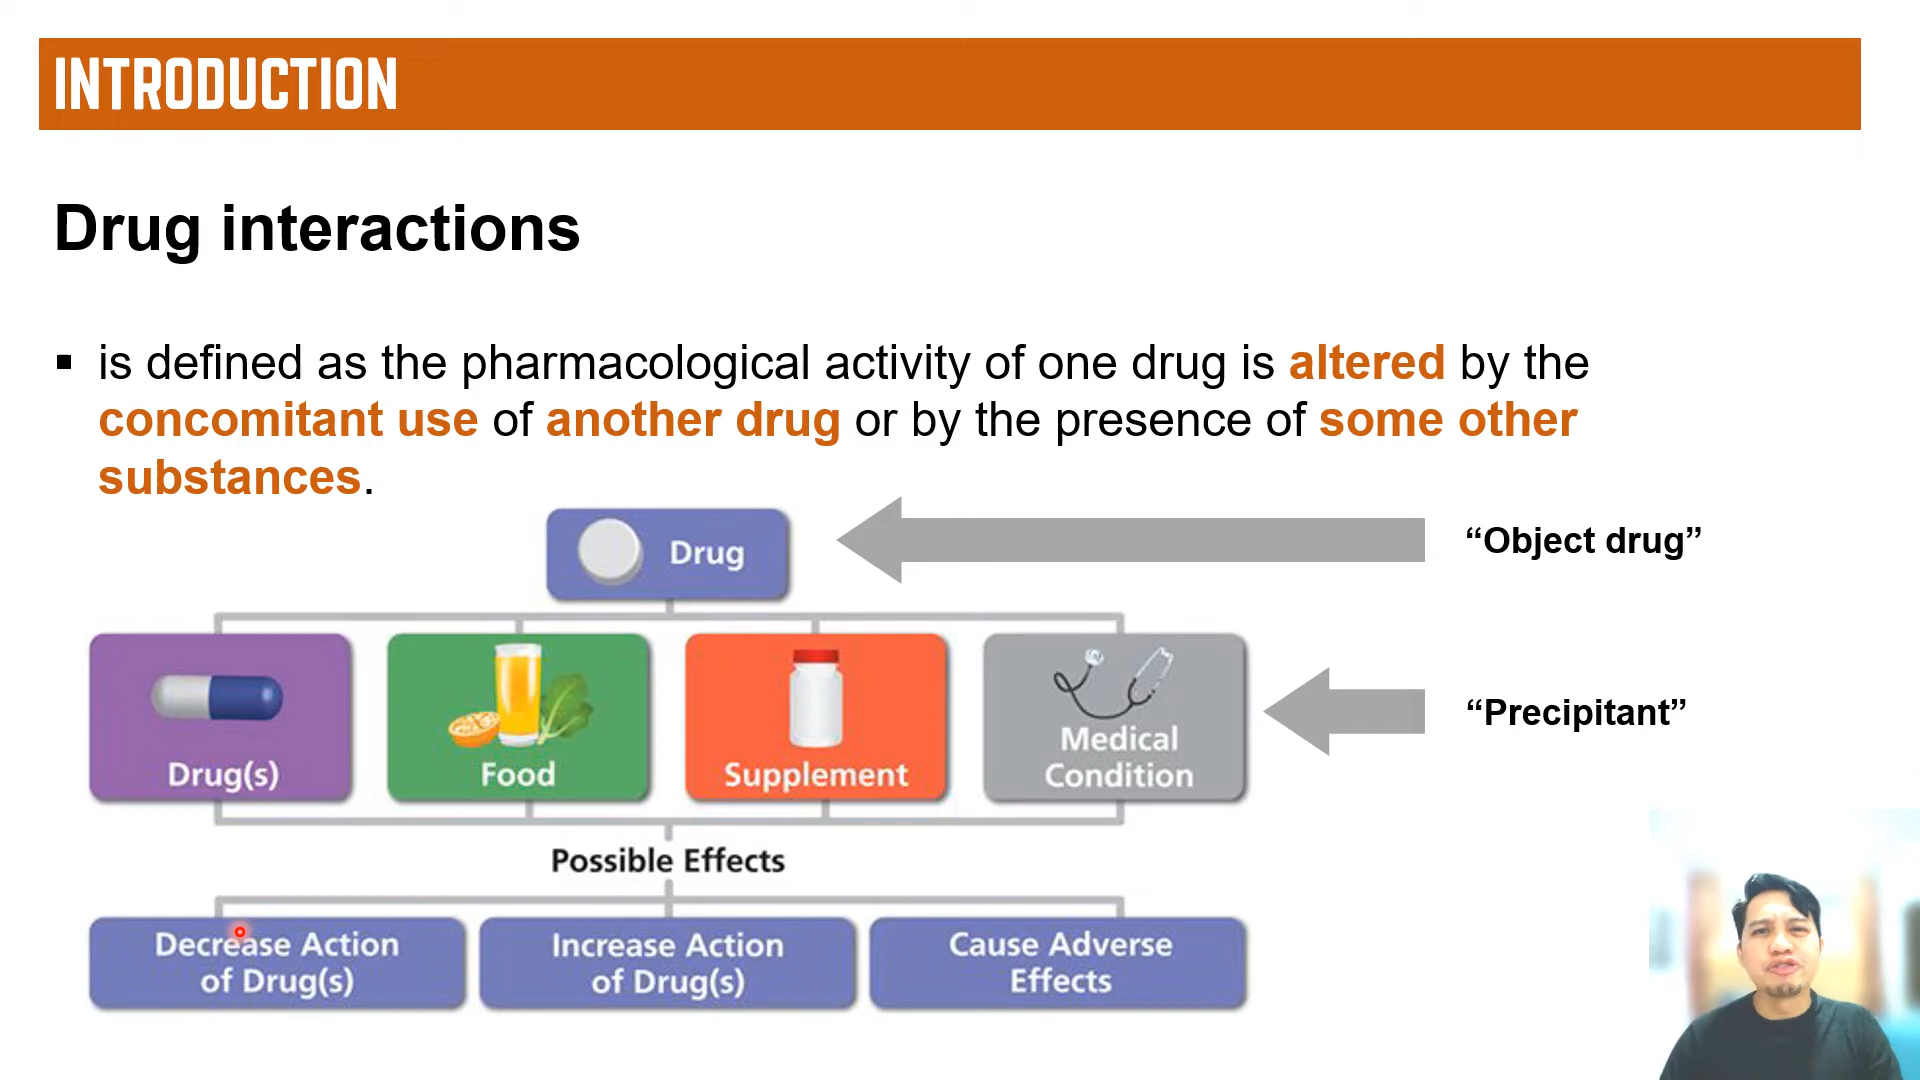 INTRODUCTION
Drug interactions
▪ is defined as the pharmacological activity of one drug is altered by the
concomitant use of another drug or by the presence of some other
substances.
Drug
“Object drug”
Drug(s)
Food
Supplement
Medical
Condition
“Precipitant”
Possible Effects
Decrease Action
of Drug(s)
Increase Action
of Drug(s)
Cause Adverse
Effects